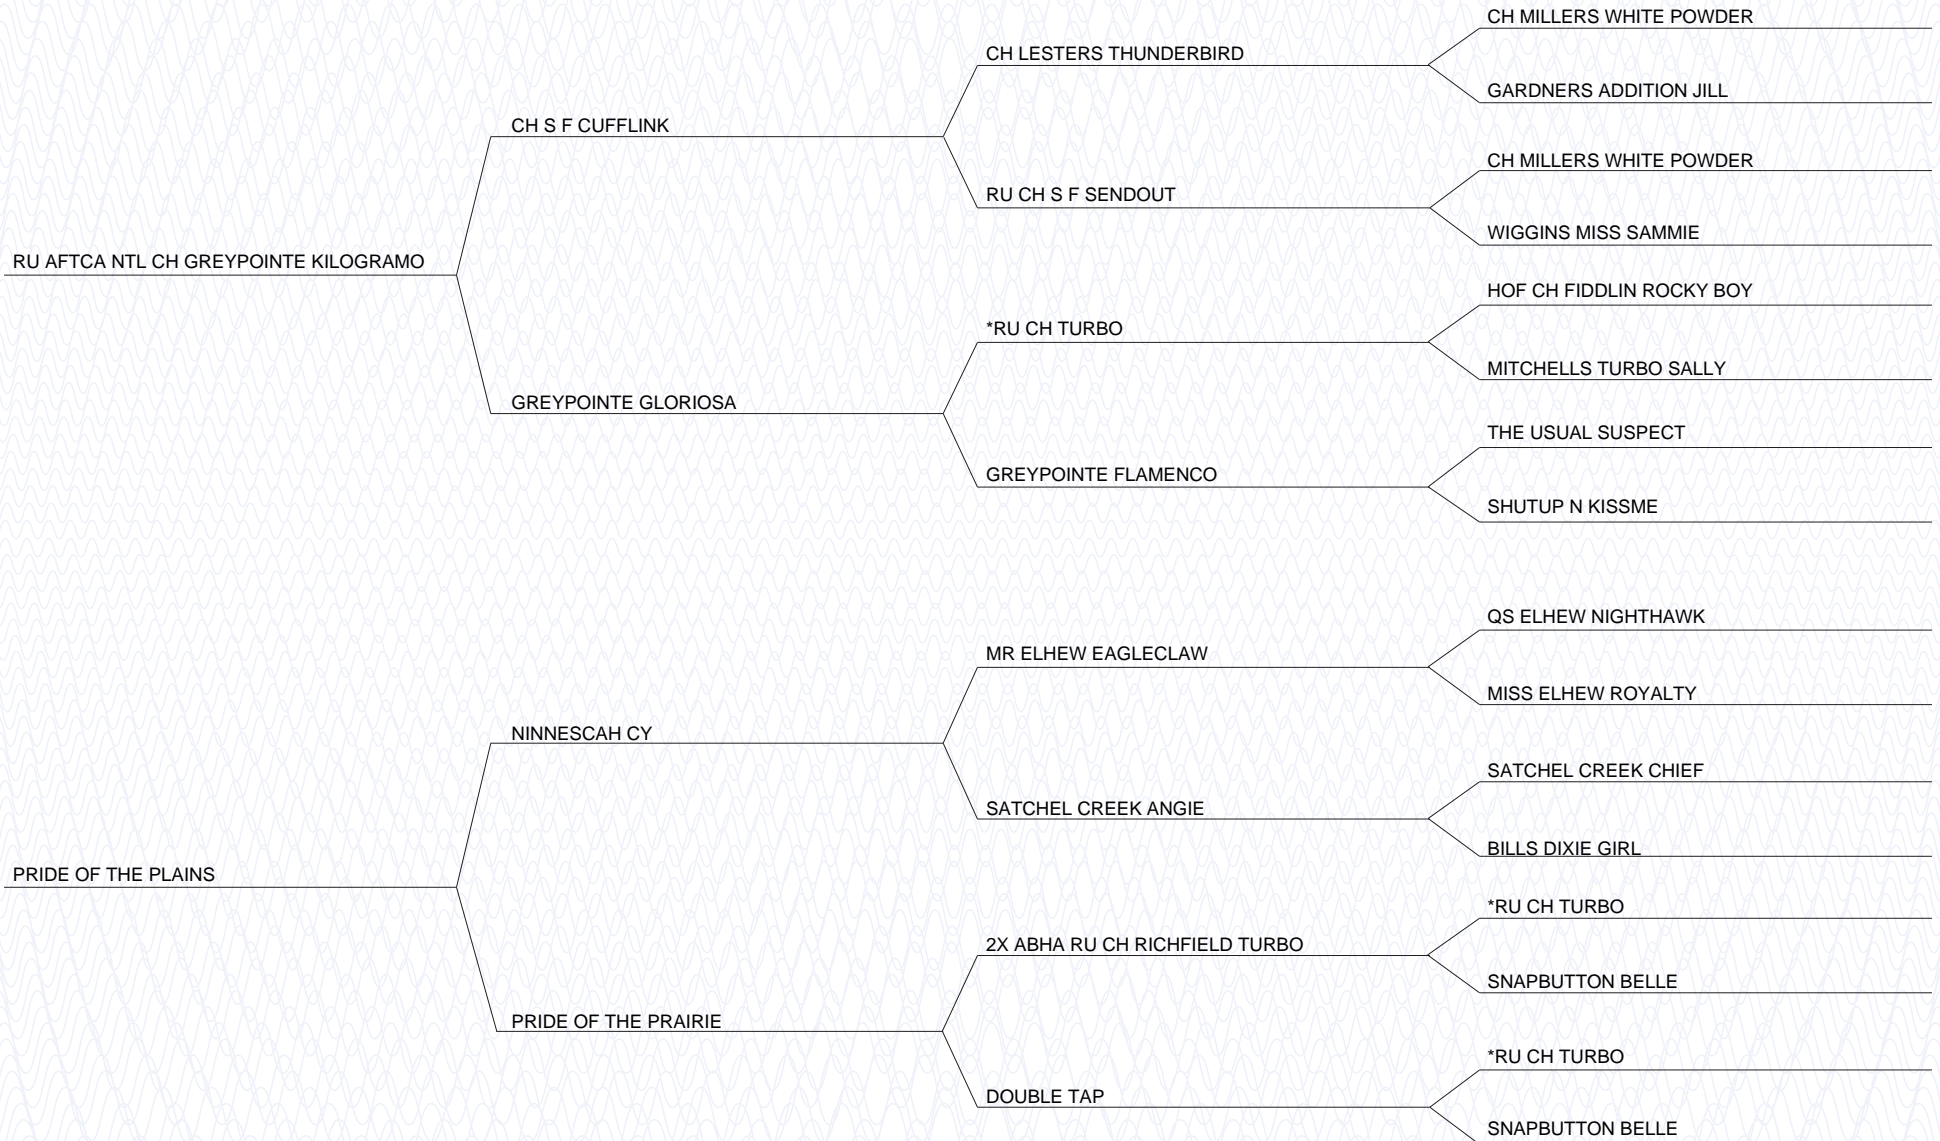 CH MILLERS WHITE POWDER
CH LESTERS THUNDERBIRD
GARDNERS ADDITION JILL
CH S F CUFFLINK
CH MILLERS WHITE POWDER
RU CH S F SENDOUT
WIGGINS MISS SAMMIE
RU AFTCA NTL CH GREYPOINTE KILOGRAMO
HOF CH FIDDLIN ROCKY BOY
*RU CH TURBO
MITCHELLS TURBO SALLY
GREYPOINTE GLORIOSA
THE USUAL SUSPECT
GREYPOINTE FLAMENCO
SHUTUP N KISSME
QS ELHEW NIGHTHAWK
MR ELHEW EAGLECLAW
MISS ELHEW ROYALTY
NINNESCAH CY
SATCHEL CREEK CHIEF
SATCHEL CREEK ANGIE
BILLS DIXIE GIRL
PRIDE OF THE PLAINS
*RU CH TURBO
2X ABHA RU CH RICHFIELD TURBO
SNAPBUTTON BELLE
PRIDE OF THE PRAIRIE
*RU CH TURBO
DOUBLE TAP
SNAPBUTTON BELLE